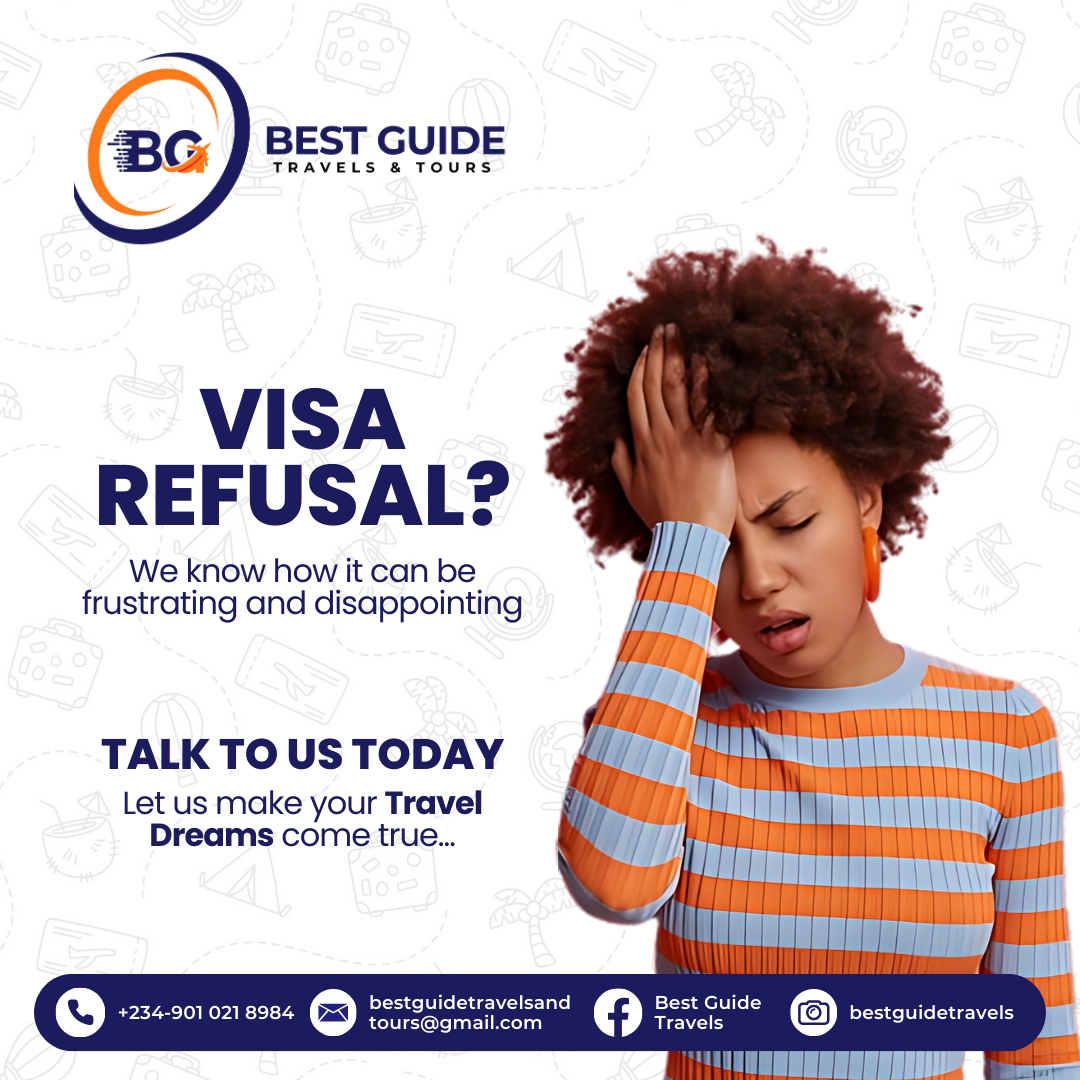 BG
BEST GUIDE
TRAVELS & TOURS
VISA
REFUSAL?
We know how it can be
frustrating and disappointing
TALK TO US TODAY
Let us make your Travel
Dreams come true...
+234-901 021 8984
bestguidetravelsand
tours@gmail.com
Best Guide
Travels
bestguidetravels